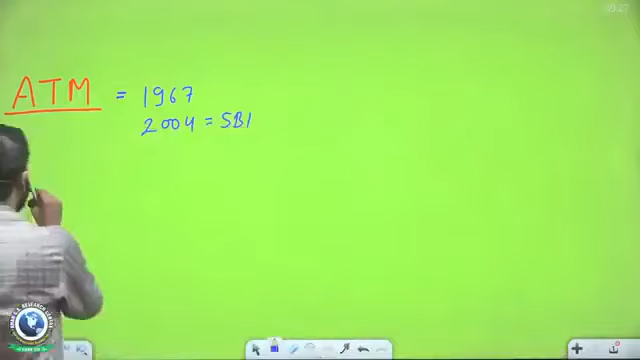 ATM = 1967
2004 = SBI